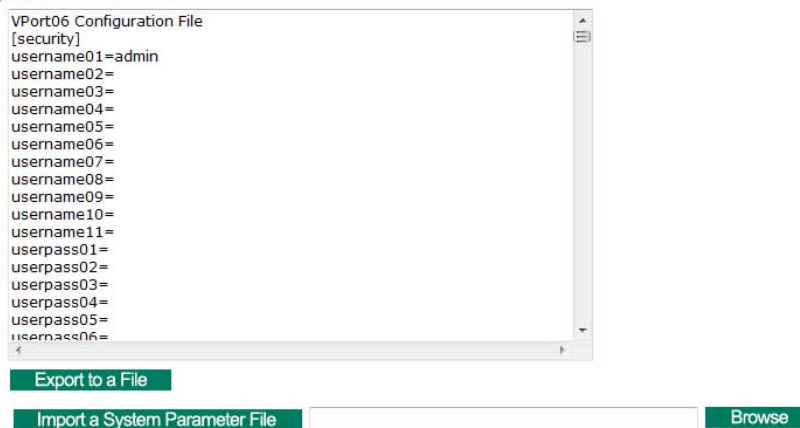 VPort06 Configuration File
[security]
username01=admin
username02=
username03=
username04=
username05=
username06=
username07=
username08=
username09=
username10=
username11=
userpass01=
userpass02=
userpass03=
userpass04=
userpass05=
userpass06=
Export to a File
Import a System Parameter File
Browse